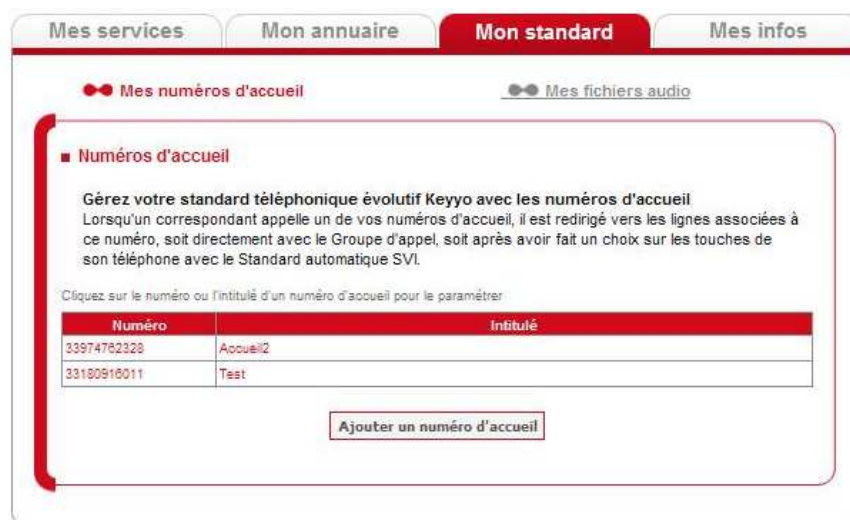 Mes services
Mon annuaire
Mon standard
Mes infos
Mes numéros d'accueil
Mes fichiers audio
Numéros d'accueil
Gérez votre standard téléphonique évolutif Keyyo avec les numéros d'accueil
Lorsqu'un correspondant appelle un de vos numéros d'accueil, il est redirigé vers les lignes associées à
ce numéro, soit directement avec le Groupe d'appel, soit après avoir fait un choix sur les touches de
son téléphone avec le Standard automatique SVI.
Cliquez sur le numéro ou l'intitulé d'un numéro d'accueil pour le paramétrer
Numéro Intitulé
33974762328 Accueil2
33180916011 Test
Ajouter un numéro d'accueil